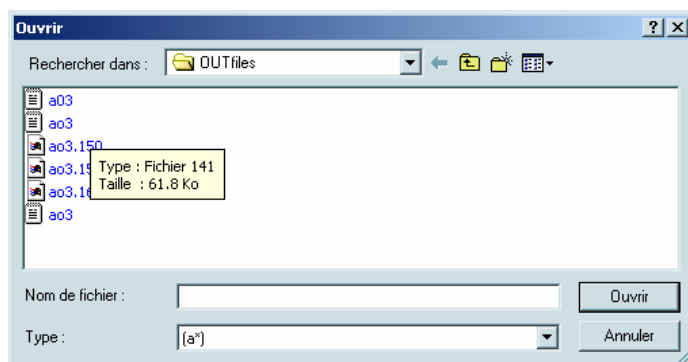 Ouvrir
Rechercher dans : OUTfiles
a03
ao3
ao3.150
ao3.15
ao3.16
ao3
Type : Fichier 141
Taille : 61.8 Ko
Nom de fichier :
Ouvrir
Type : (a*)
Annuler